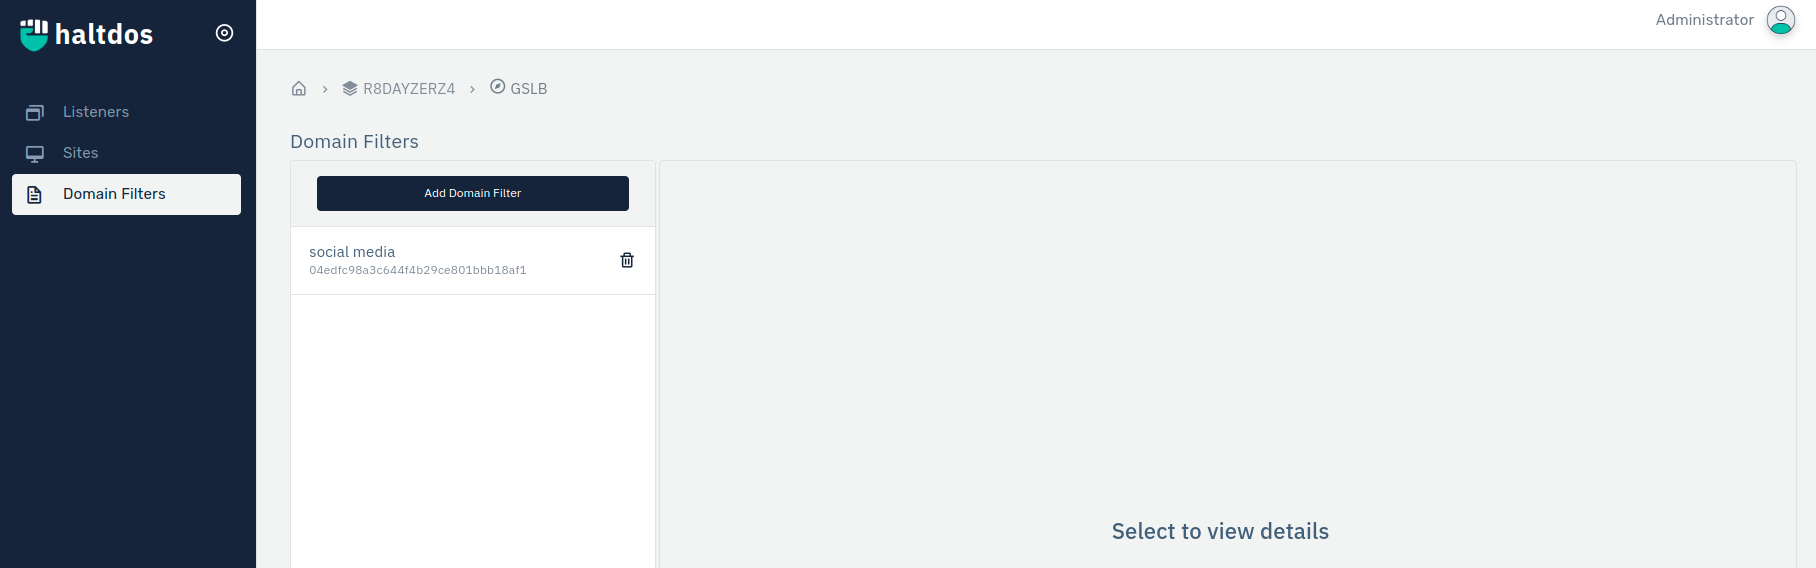 haltdos
Administrator
Listeners
Sites
Domain Filters
R8DAYZERZ4
GSLB
Domain Filters
Add Domain Filter
social media
04edfc98a3c644f4b29ce801bbb18af1
Select to view details